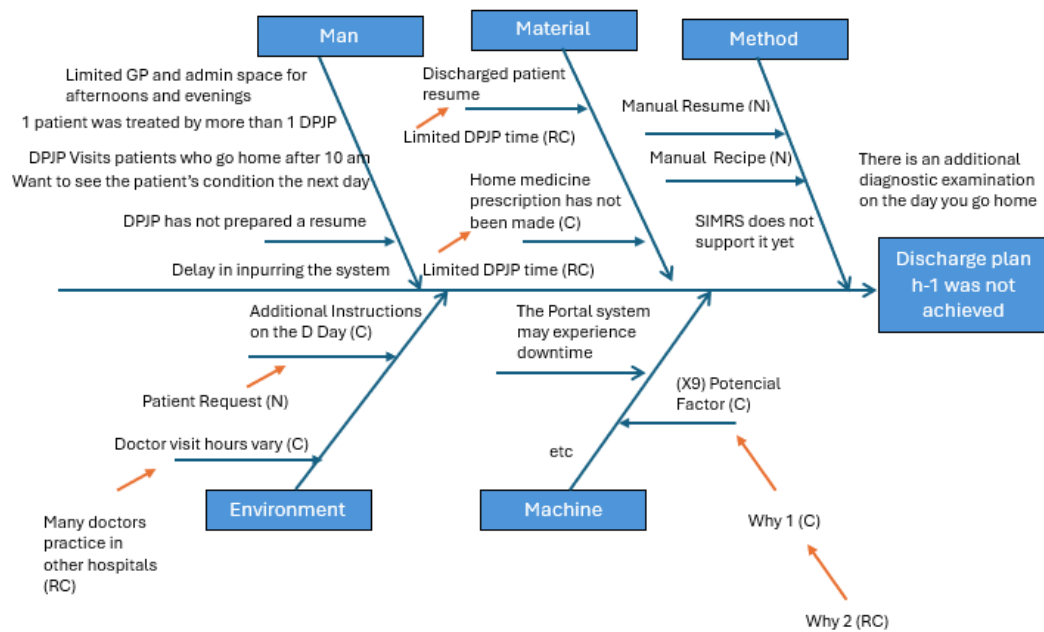 Man
Material
Method
Limited GP and admin space for
afternoons and evenings
1 patient was treated by more than 1 DPJP
DPJP Visits patients who go home after 10 am
Want to see the patient's condition the next day
DPJP has not prepared a resume
Delay in inpurring the system
Discharged patient
resume
Limited DPJP time (RC)
Home medicine
prescription has not
been made (C)
Limited DPJP time (RC)
Manual Resume (N)
Manual Recipe (N)
SIMRS does not
support it yet
There is an additional
diagnostic examination
on the day you go home
Discharge plan
h-1 was not
achieved
Additional Instructions
on the D Day (C)
Patient Request (N)
Doctor visit hours vary (C)
Many doctors
practice in
other hospitals
(RC)
Environment
The Portal system
may experience
downtime
(X9) Potencial
Factor (C)
etc
Machine
Why 1 (C)
Why 2 (RC)